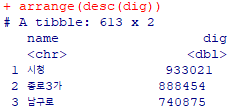 + arrange(desc(dig))
# A tibble: 613 x 2
name dig
<chr> <dbl>
1 시청 933021
2 종로3가 888454
3 남구로 740875